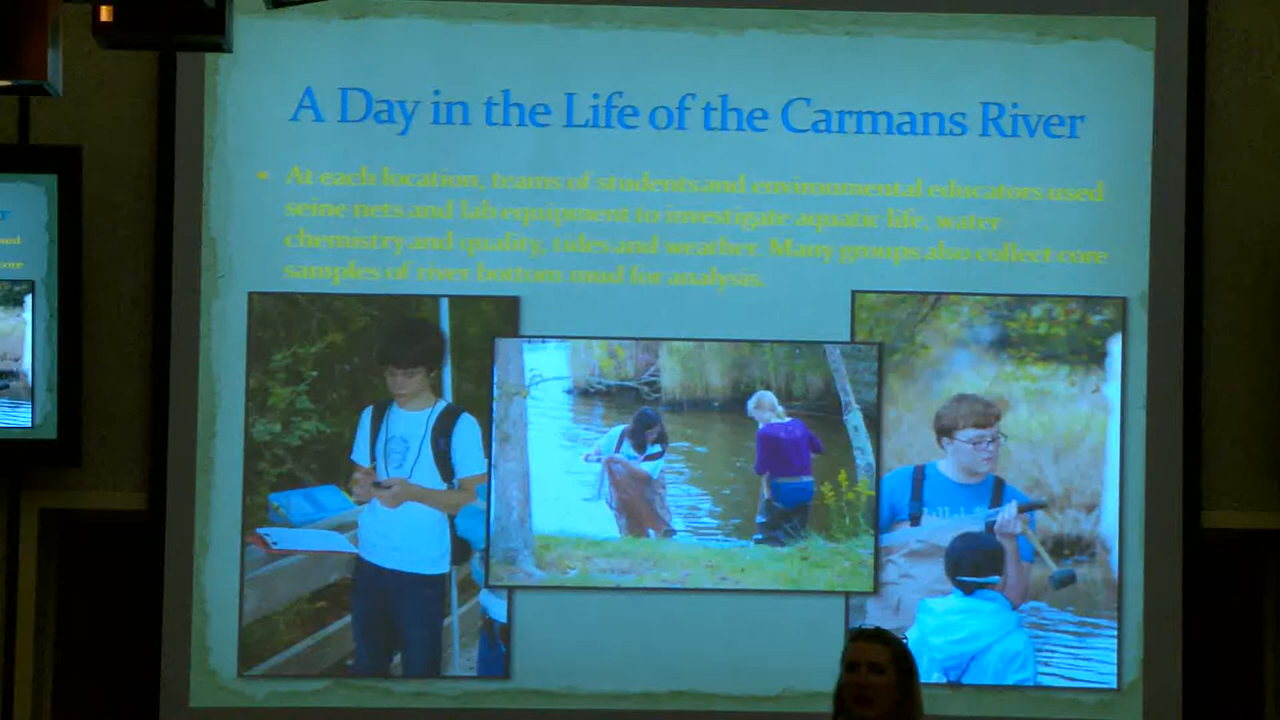 A Day in the Life of the Carmans River
• At each location, teams of students and environmental educators used
seine nets and lab equipment to investigate aquatic life, water
chemistry and quality, tides and weather. Many groups also collect core
samples of river bottom mud for analysis.